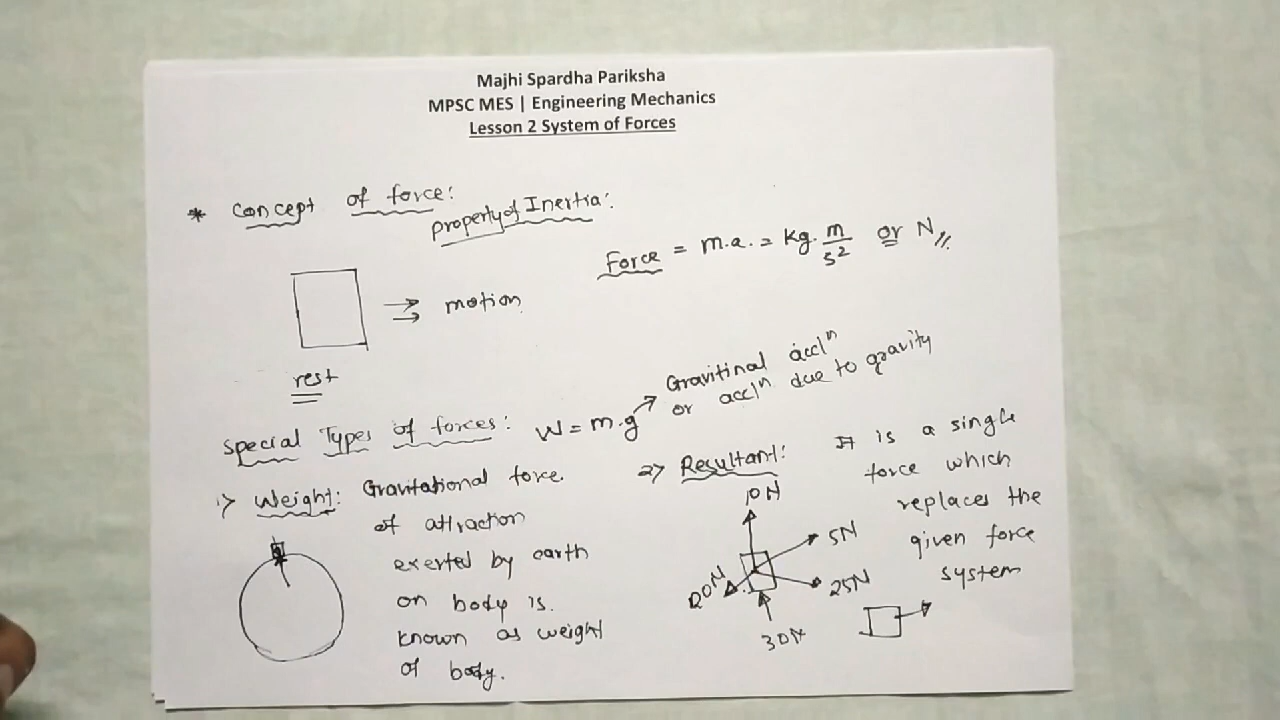 Majhi Spardha Pariksha
MPSC MES | Engineering Mechanics
Lesson 2 System of Forces
* Concept of force:
Property of Inertia:
Force = m.a. = kg. m/s² or N
motion
rest
Special Types of forces: W = m.g
Gravitinal acclⁿ
or acclⁿ due to gravity
1> Weight: Gravitational force
of attraction
exerted by earth
on body is.
known as weight
of body.
2> Resultant: It is a single
force which
replaces the
given force
system
10N
5N
25N
20N
30N